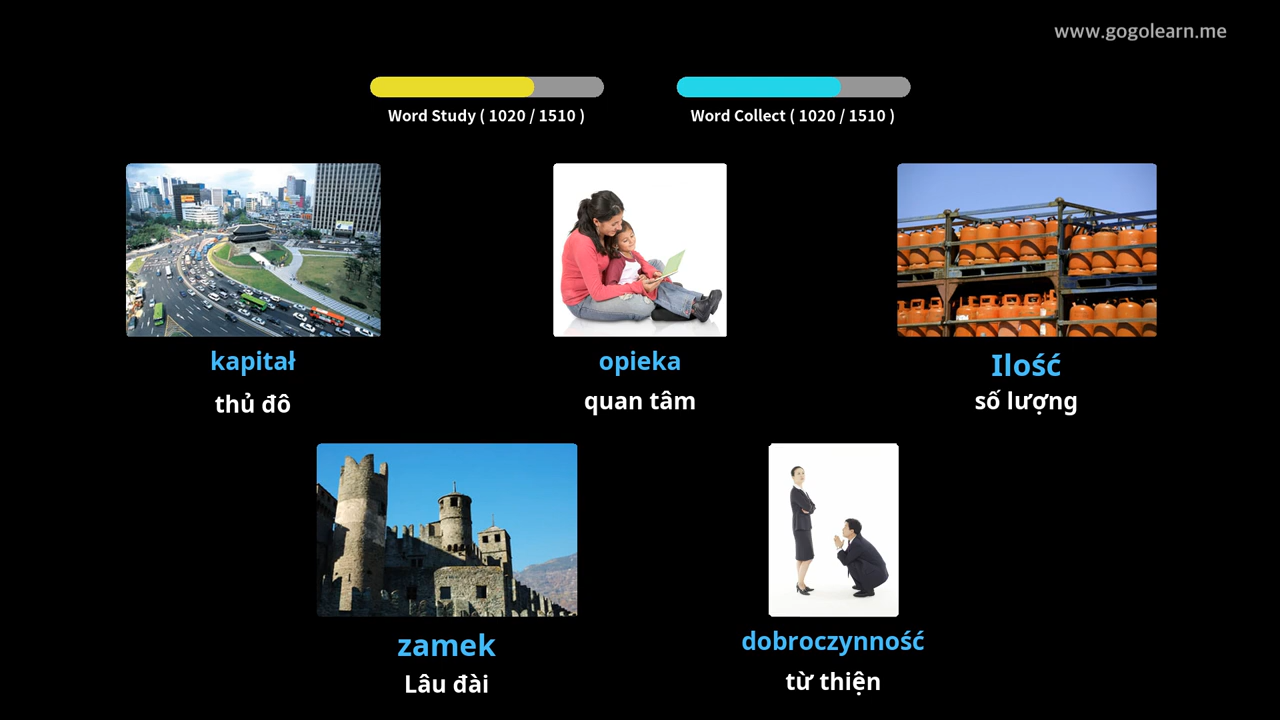 www.gogolearn.me
Word Study ( 1020 / 1510 )
Word Collect ( 1020 / 1510 )
kapitał
thủ đô
opieka
quan tâm
Ilość
số lượng
zamek
Lâu đài
dobroczynność
từ thiện